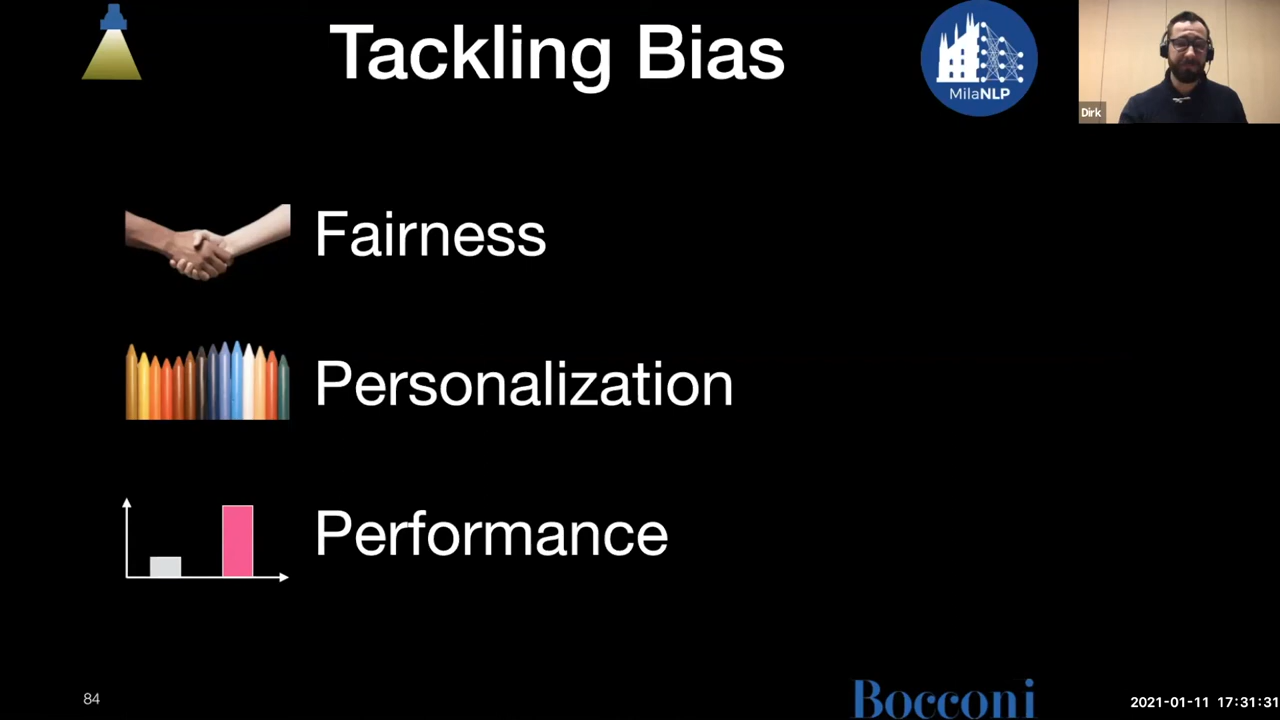 Tackling Bias
MilaNLP
Dirk
Fairness
Personalization
Performance
84
Bocconi
2021-01-11 17:31:31